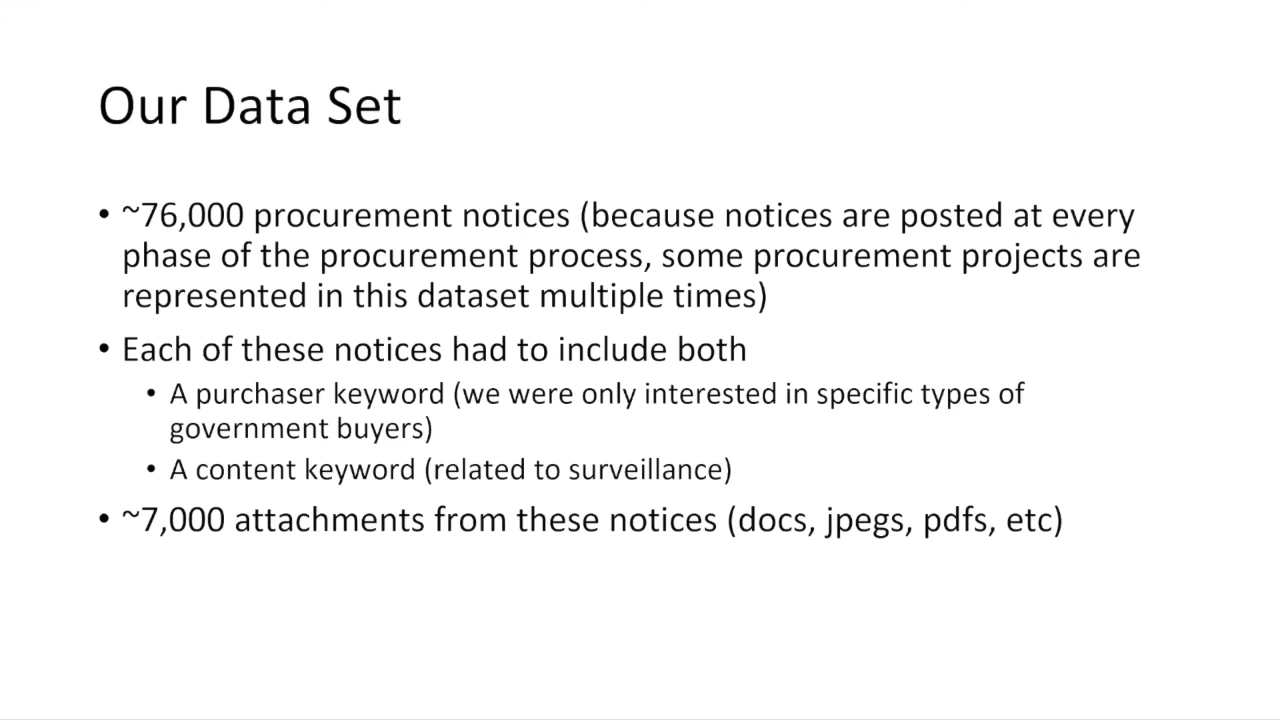 Our Data Set
• ~76,000 procurement notices (because notices are posted at every
phase of the procurement process, some procurement projects are
represented in this dataset multiple times)
• Each of these notices had to include both
• A purchaser keyword (we were only interested in specific types of
government buyers)
• A content keyword (related to surveillance)
• ~7,000 attachments from these notices (docs, jpegs, pdfs, etc)